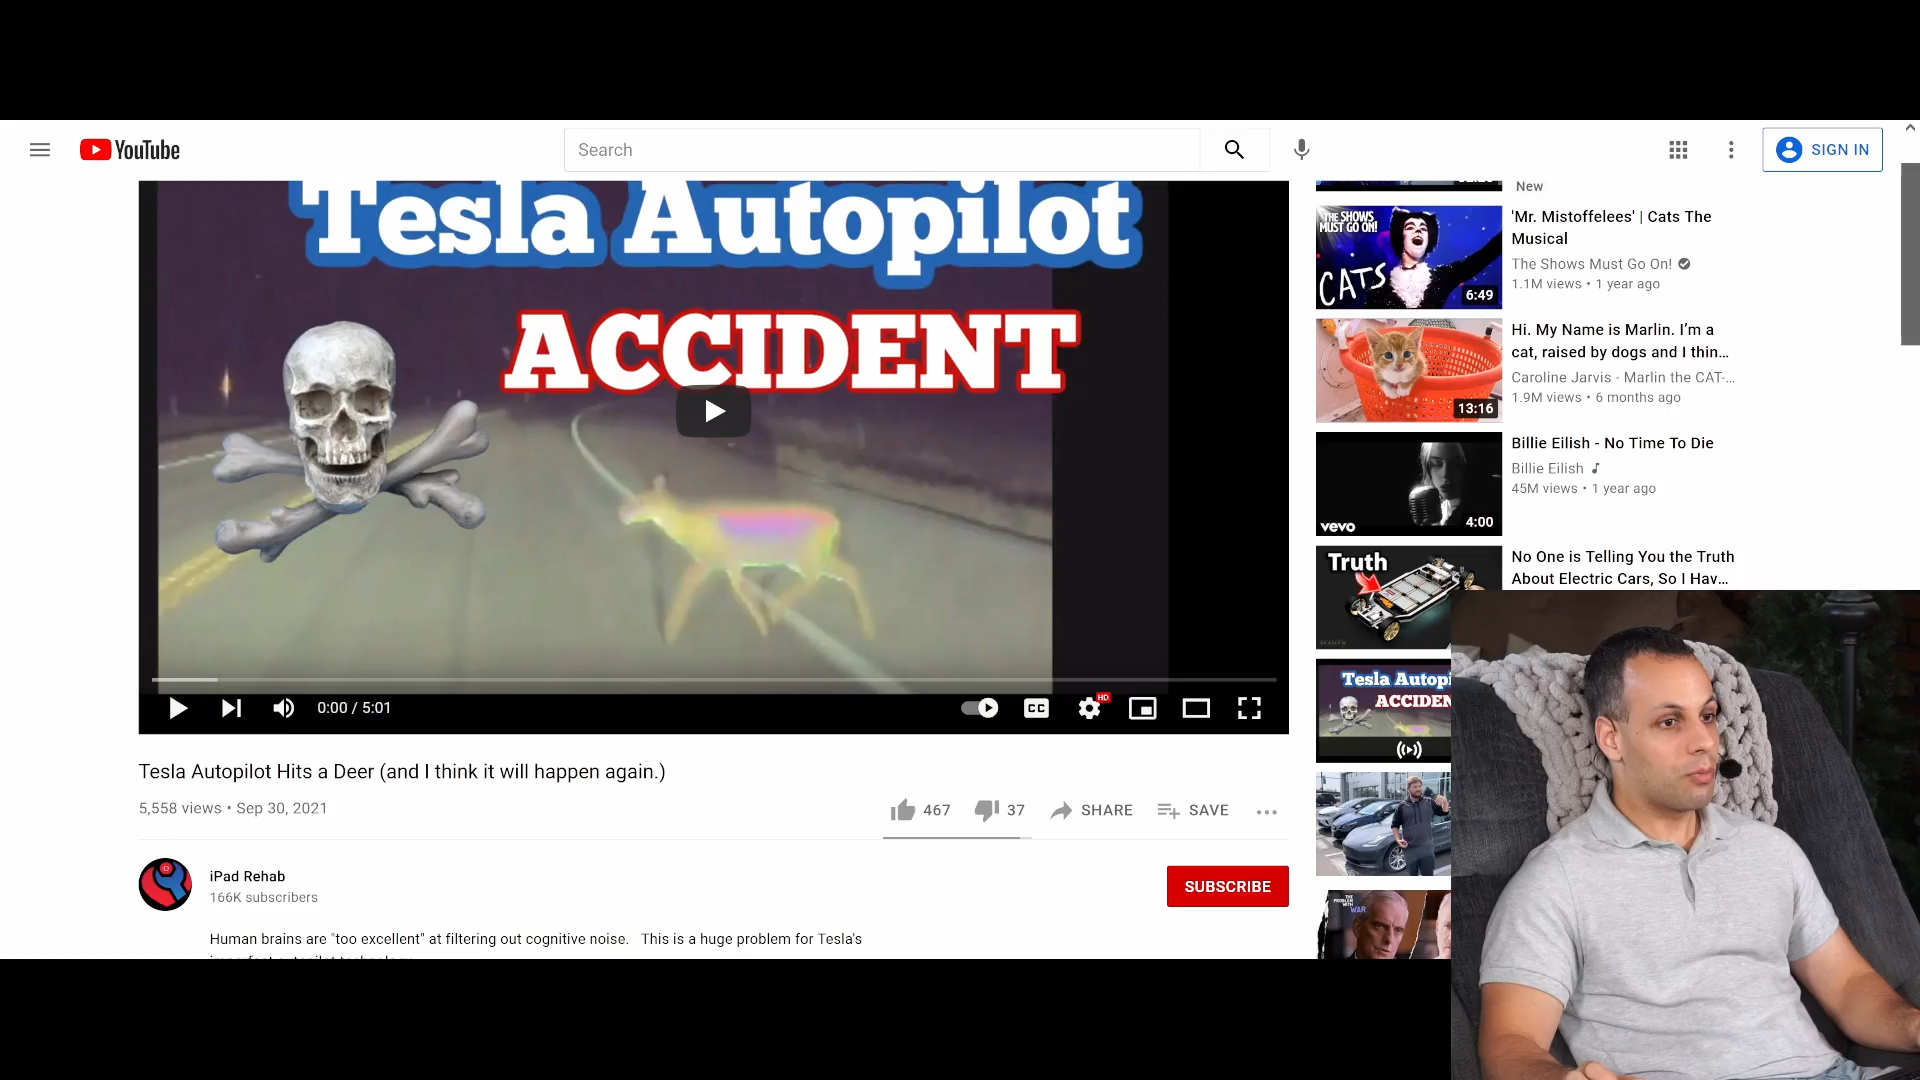 YouTube
Search
SIGN IN
Tesla Autopilot
ACCIDENT
0:00 / 5:01
CC
HD
Tesla Autopilot Hits a Deer (and I think it will happen again.)
5,558 views • Sep 30, 2021
467
37
SHARE
SAVE
iPad Rehab
166K subscribers
SUBSCRIBE
Human brains are "too excellent" at filtering out cognitive noise. This is a huge problem for Tesla's
New
THE SHOWS
MUST GO ON!
CATS
6:49
'Mr. Mistoffelees' | Cats The
Musical
The Shows Must Go On!
1.1M views • 1 year ago
13:16
Hi. My Name is Marlin. I'm a
cat, raised by dogs and I thin...
Caroline Jarvis - Marlin the CAT-...
1.9M views • 6 months ago
vevo
4:00
Billie Eilish - No Time To Die
Billie Eilish
45M views • 1 year ago
Truth
No One is Telling You the Truth
About Electric Cars, So I Hav...
Tesla Autopi
ACCIDEN
THE
PROBLEM
WITH
WAR